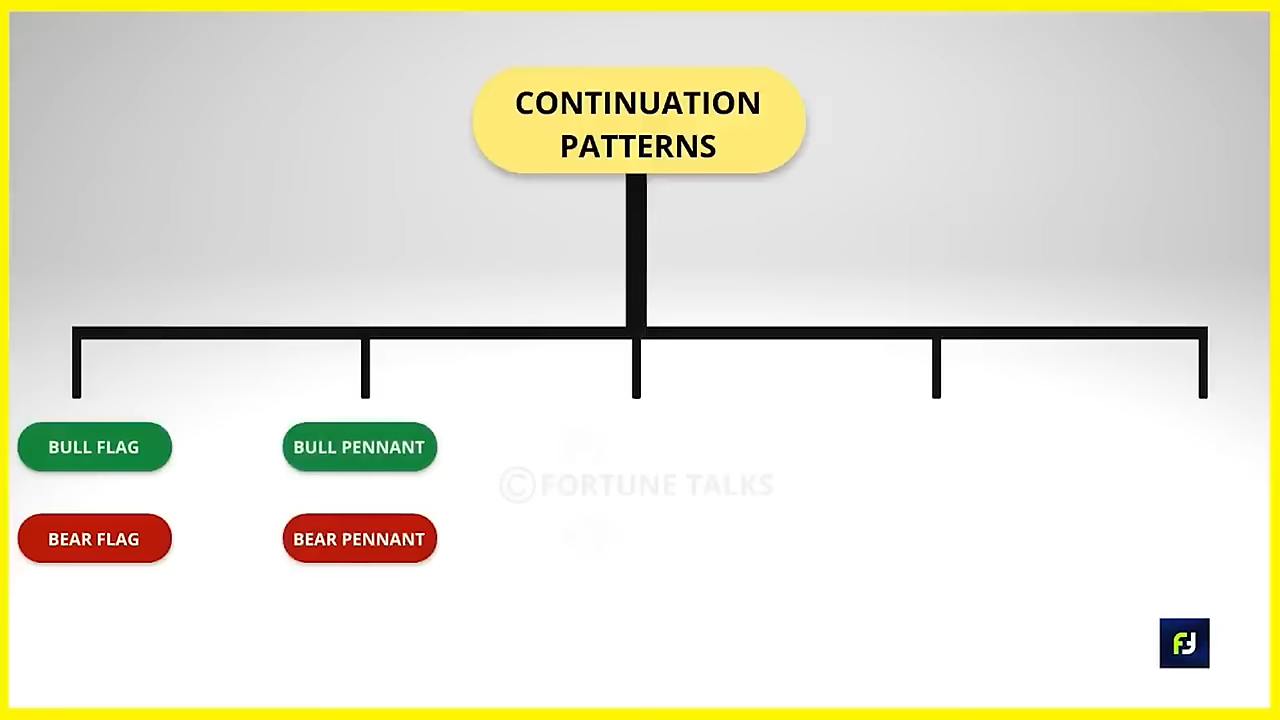 CONTINUATION
PATTERNS
BULL FLAG
BULL PENNANT
©FORTUNE TALKS
BEAR FLAG
BEAR PENNANT